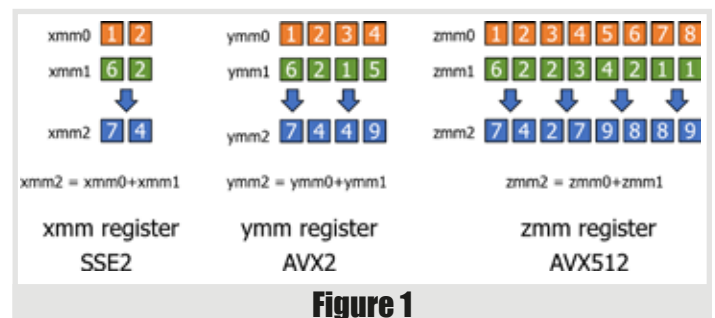 xmm0 1 2 ymm0 1 2 3 4 zmm0 1 2 3 4 5 6 7 8
xmm1 6 2 ymm1 6 2 1 5 zmm1 6 2 2 3 4 2 1 1
xmm2 7 4 ymm2 7 4 4 9 zmm2 7 4 2 7 9 8 8 9
xmm2 = xmm0+xmm1 ymm2 = ymm0+ymm1 zmm2 = zmm0+zmm1
xmm register ymm register zmm register
SSE2 AVX2 AVX512
Figure 1